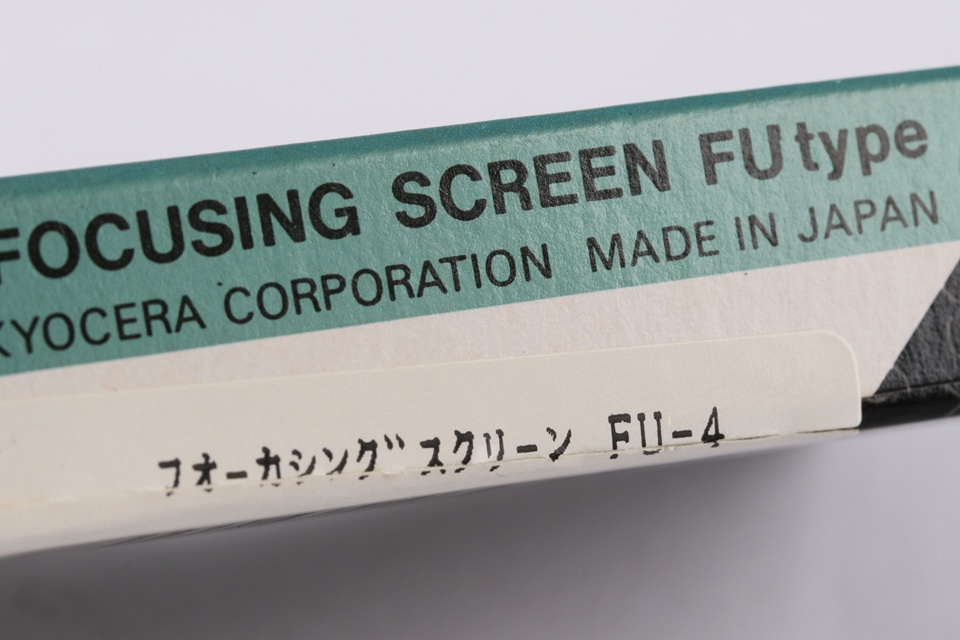 FOCUSING SCREEN FU type
KYOCERA CORPORATION MADE IN JAPAN
フオーカシング スクリーン FU-4